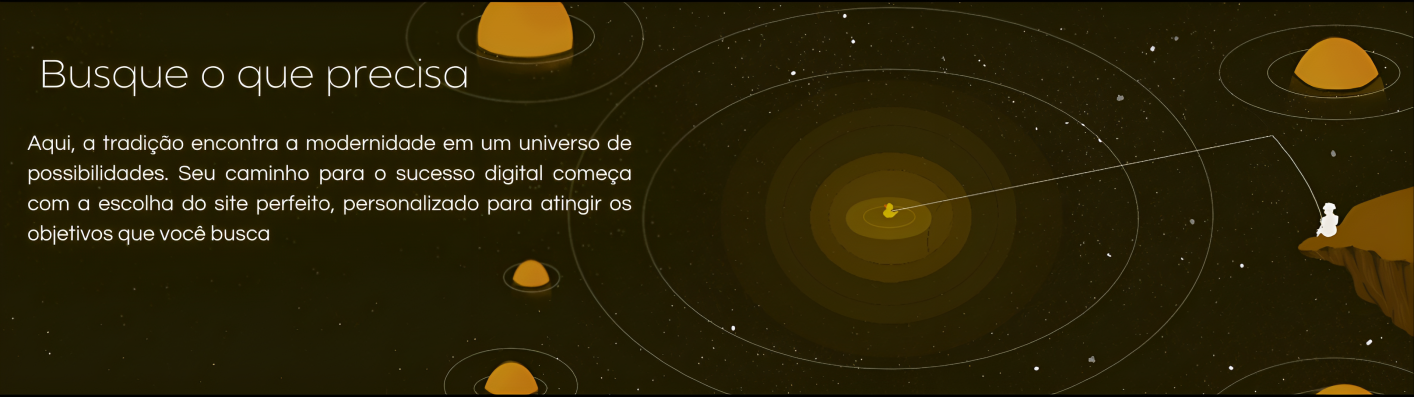 Busque o que precisa
Aqui, a tradição encontra a modernidade em um universo de
possibilidades. Seu caminho para o sucesso digital começa
com a escolha do site perfeito, personalizado para atingir os
objetivos que você busca